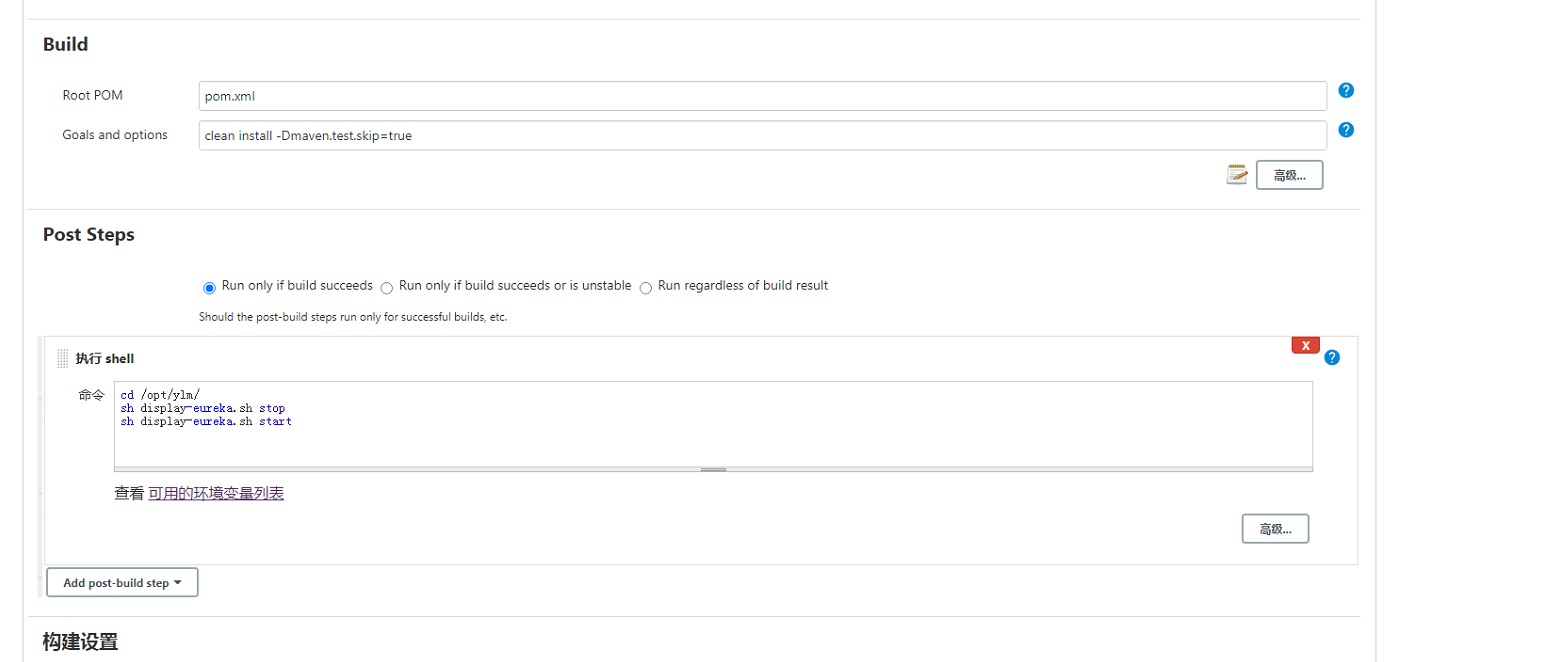 Build
Root POM
pom.xml
Goals and options
clean install -Dmaven.test.skip=true
高级...
Post Steps
Run only if build succeeds Run only if build succeeds or is unstable Run regardless of build result
Should the post-build steps run only for successful builds, etc.
执行 shell
X
命令
cd /opt/ylm/
sh display-eureka.sh stop
sh display-eureka.sh start
查看 可用的环境变量列表
高级...
Add post-build step
构建设置